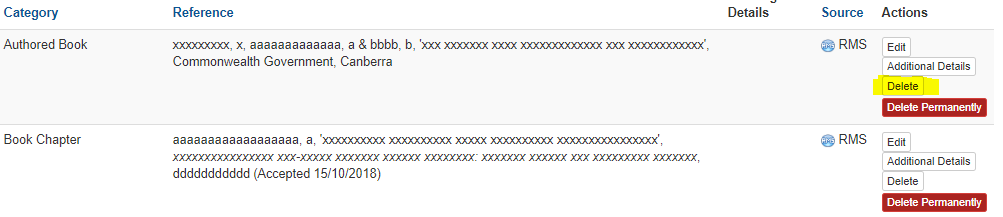 Category
Reference
Details
Source
Actions
Authored Book
xxxxxxxxx, x, aaaaaaaaaaaaa, a & bbbb, b, 'xxx xxxxxxx xxxx xxxxxxxxxxxxx xxx xxxxxxxxxxxx',
Commonwealth Government, Canberra
RMS
Edit
Additional Details
Delete
Delete Permanently
Book Chapter
aaaaaaaaaaaaaaaaaa, a, 'xxxxxxxxxx xxxxxxxxxx xxxxx xxxxxxxxxx xxxxxxxxxxxxxxxx',
xxxxxxxxxxxxxxxx xxx-xxxxx xxxxxxx xxxxxx xxxxxxxx: xxxxxxx xxxxxx xxx xxxxxxxxx xxxxxxx,
ddddddddddd (Accepted 15/10/2018)
RMS
Edit
Additional Details
Delete
Delete Permanently